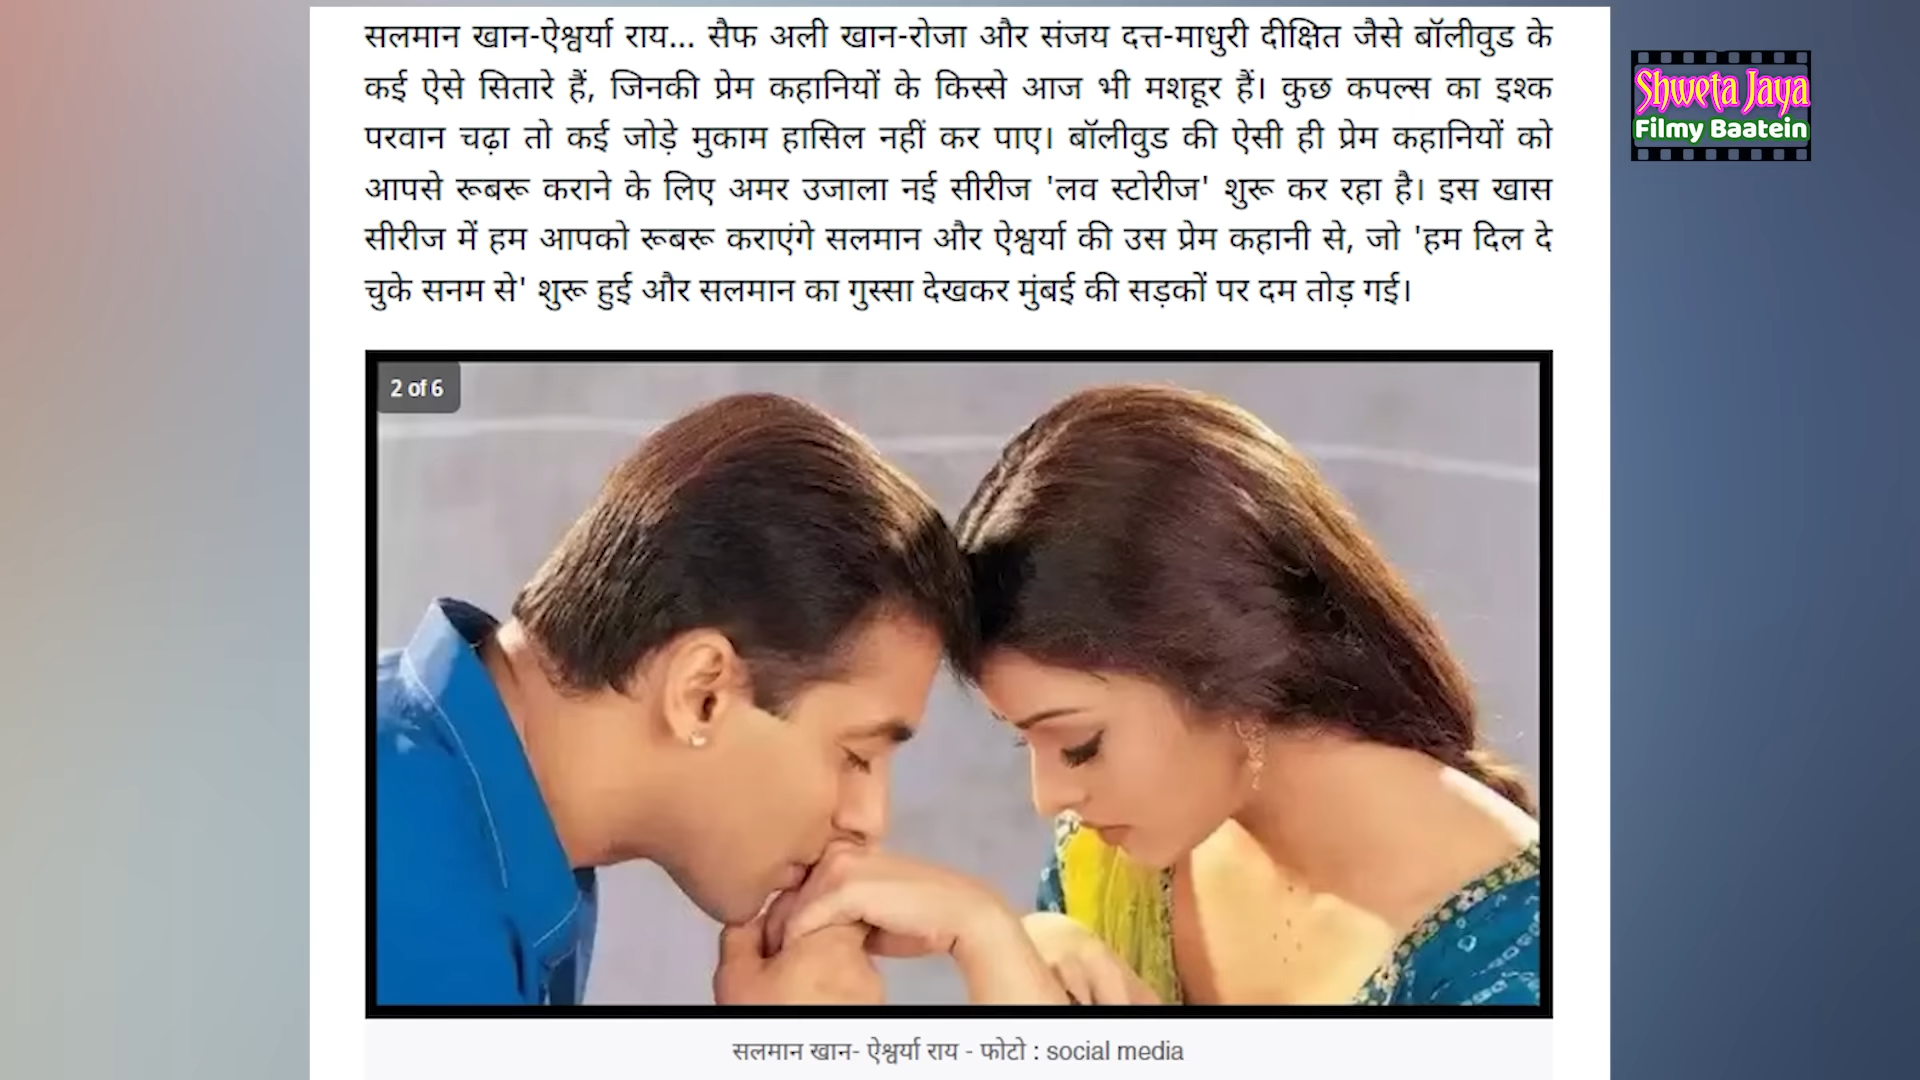 सलमान खान-ऐश्वर्या राय... सैफ अली खान-रोजा और संजय दत्त-माधुरी दीक्षित जैसे बॉलीवुड के
कई ऐसे सितारे हैं, जिनकी प्रेम कहानियों के किस्से आज भी मशहूर हैं। कुछ कपल्स का इश्क
परवान चढ़ा तो कई जोड़े मुकाम हासिल नहीं कर पाए। बॉलीवुड की ऐसी ही प्रेम कहानियों को
आपसे रूबरू कराने के लिए अमर उजाला नई सीरीज 'लव स्टोरीज' शुरू कर रहा है। इस खास
सीरीज में हम आपको रूबरू कराएंगे सलमान और ऐश्वर्या की उस प्रेम कहानी से, जो 'हम दिल दे
चुके सनम से' शुरू हुई और सलमान का गुस्सा देखकर मुंबई की सड़कों पर दम तोड़ गई।
Shweta Jaya
Filmy Baatein
2 of 6
सलमान खान- ऐश्वर्या राय - फोटो : social media